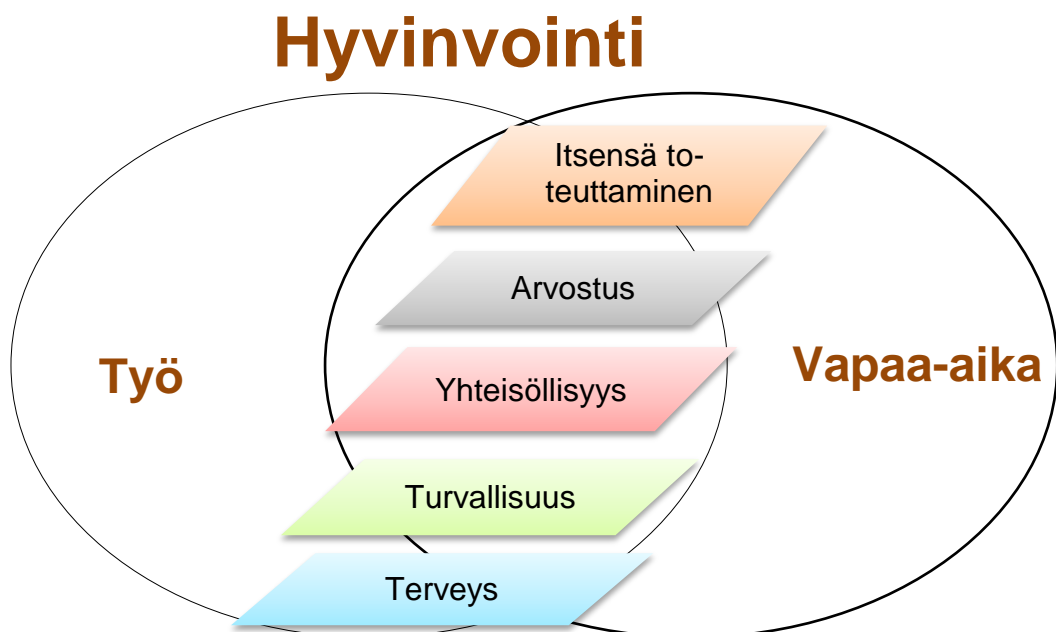 Hyvinvointi
Itsensä to-
teuttaminen
Arvostus
Työ
Vapaa-aika
Yhteisöllisyys
Turvallisuus
Terveys